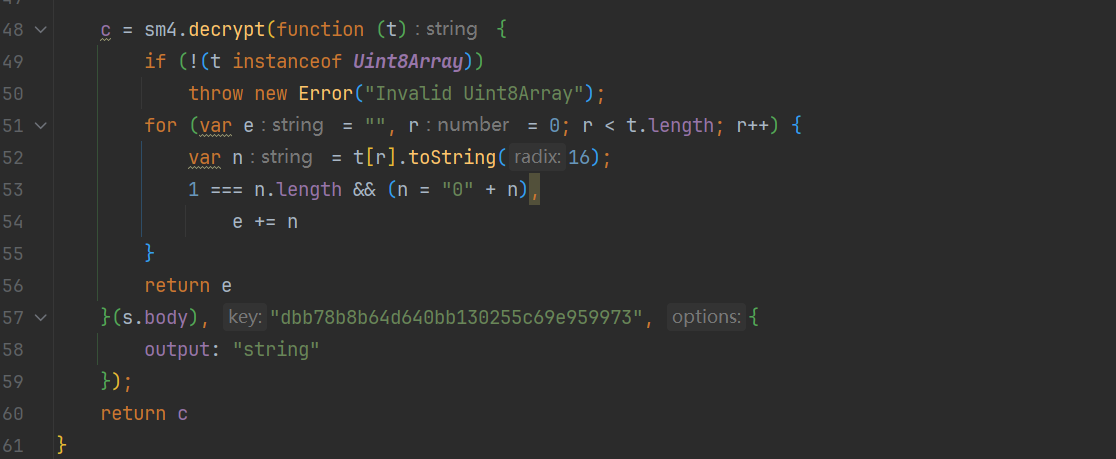 48 c = sm4.decrypt(function (t) : string {
49 if (!(t instanceof Uint8Array))
50 throw new Error("Invalid Uint8Array");
51 for (var e : string = "", r : number = 0; r < t.length; r++) {
52 var n : string = t[r].toString( radix: 16);
53 1 === n.length && (n = "0" + n),
54 e += n
55 }
56 return e
57 }(s.body), key: "dbb78b8b64d640bb130255c69e959973", options: {
58 output: "string"
59 });
60 return c
61 }